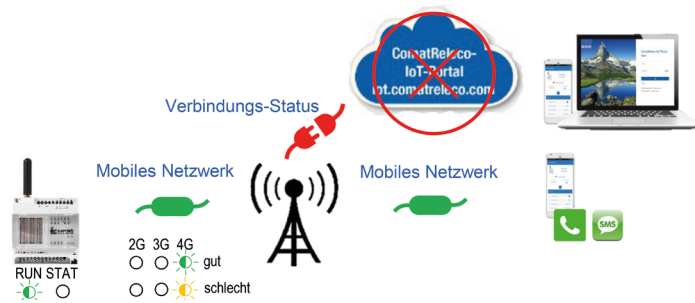 ComatReleco-
IoT-Portal
iot.comatreleco.com
Verbindungs-Status
Mobiles Netzwerk
Mobiles Netzwerk
2G 3G 4G
gut
RUN STAT
schlecht
SMS